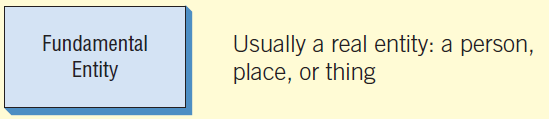 Fundamental
Entity
Usually a real entity: a person,
place, or thing